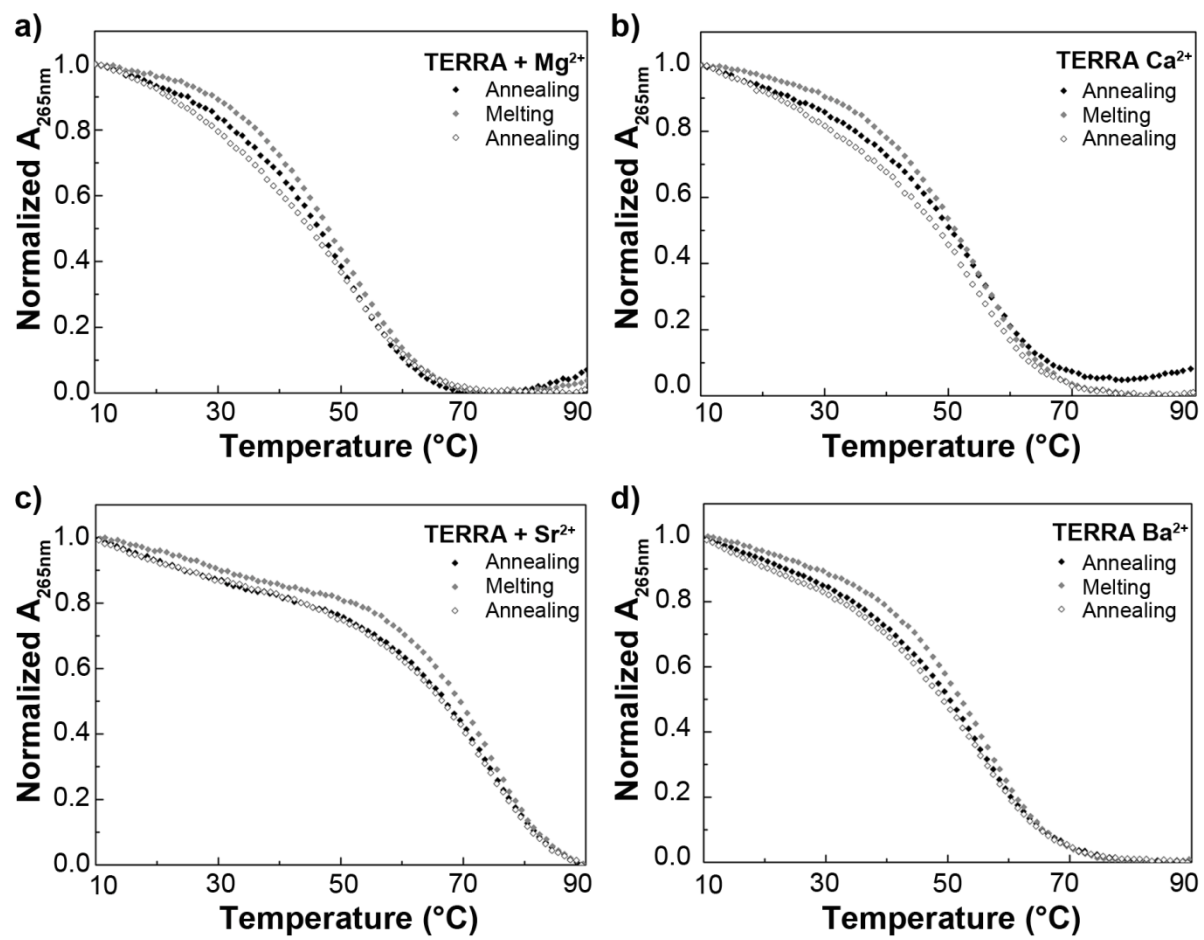 a)
TERRA + Mg²⁺
Annealing
Melting
Annealing
Normalized A₂₆₅ₙₘ
1.0
0.8
0.6
0.4
0.2
0.0
10
30
50
70
90
Temperature (°C)
b)
TERRA Ca²⁺
Annealing
Melting
Annealing
Normalized A₂₆₅ₙₘ
1.0
0.8
0.6
0.4
0.2
0.0
10
30
50
70
90
Temperature (°C)
c)
TERRA + Sr²⁺
Annealing
Melting
Annealing
Normalized A₂₆₅ₙₘ
1.0
0.8
0.6
0.4
0.2
0.0
10
30
50
70
90
Temperature (°C)
d)
TERRA Ba²⁺
Annealing
Melting
Annealing
Normalized A₂₆₅ₙₘ
1.0
0.8
0.6
0.4
0.2
0.0
10
30
50
70
90
Temperature (°C)